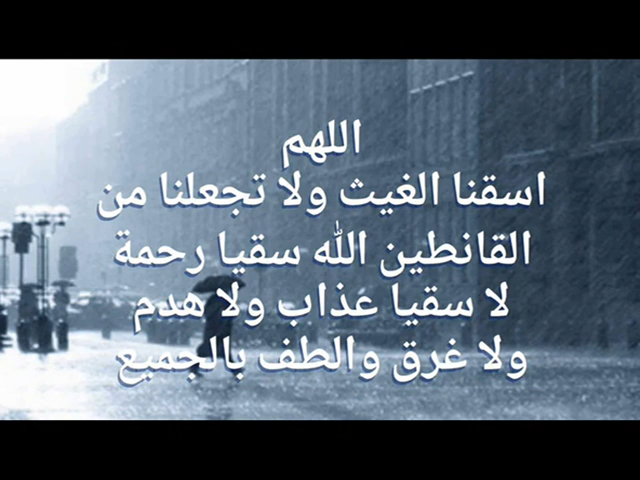 اللهم
اسقنا الغيث ولا تجعلنا من
القانطين الله سقيا رحمة
لا سقيا عذاب ولا هدم
ولا غرق والطف بالجميع